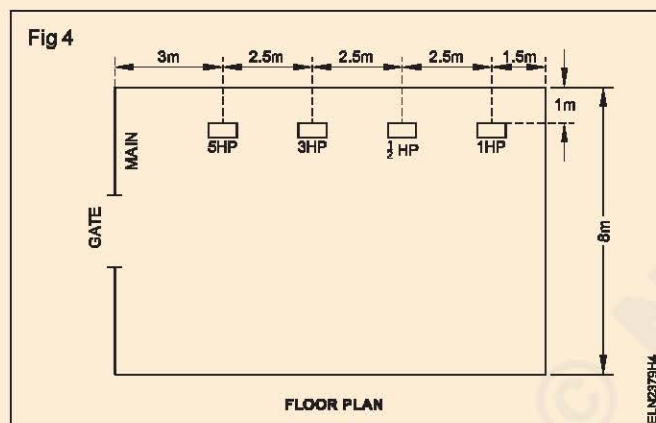 Fig 4
3m 2.5m 2.5m 2.5m 1.5m
1m
MAIN
5HP 3HP ½ HP 1HP
GATE
8m
FLOOR PLAN
ELN2379H4
©